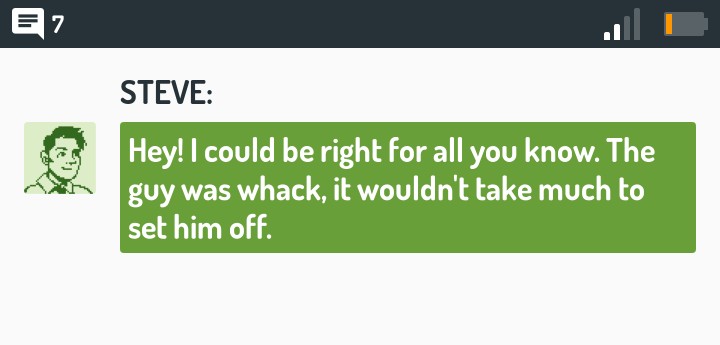 7
STEVE:
Hey! I could be right for all you know. The
guy was whack, it wouldn't take much to
set him off.